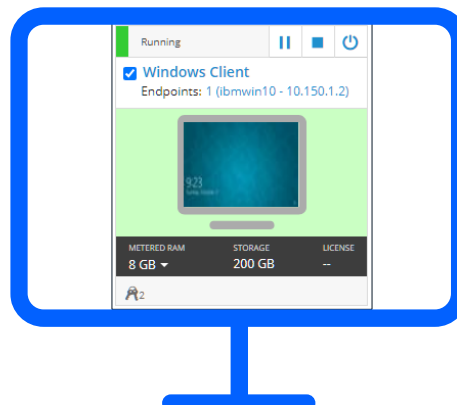 Running
Windows Client
Endpoints: 1 (ibmwin10 - 10.150.1.2)
9:23
METERED RAM STORAGE LICENSE
8 GB 200 GB --
2